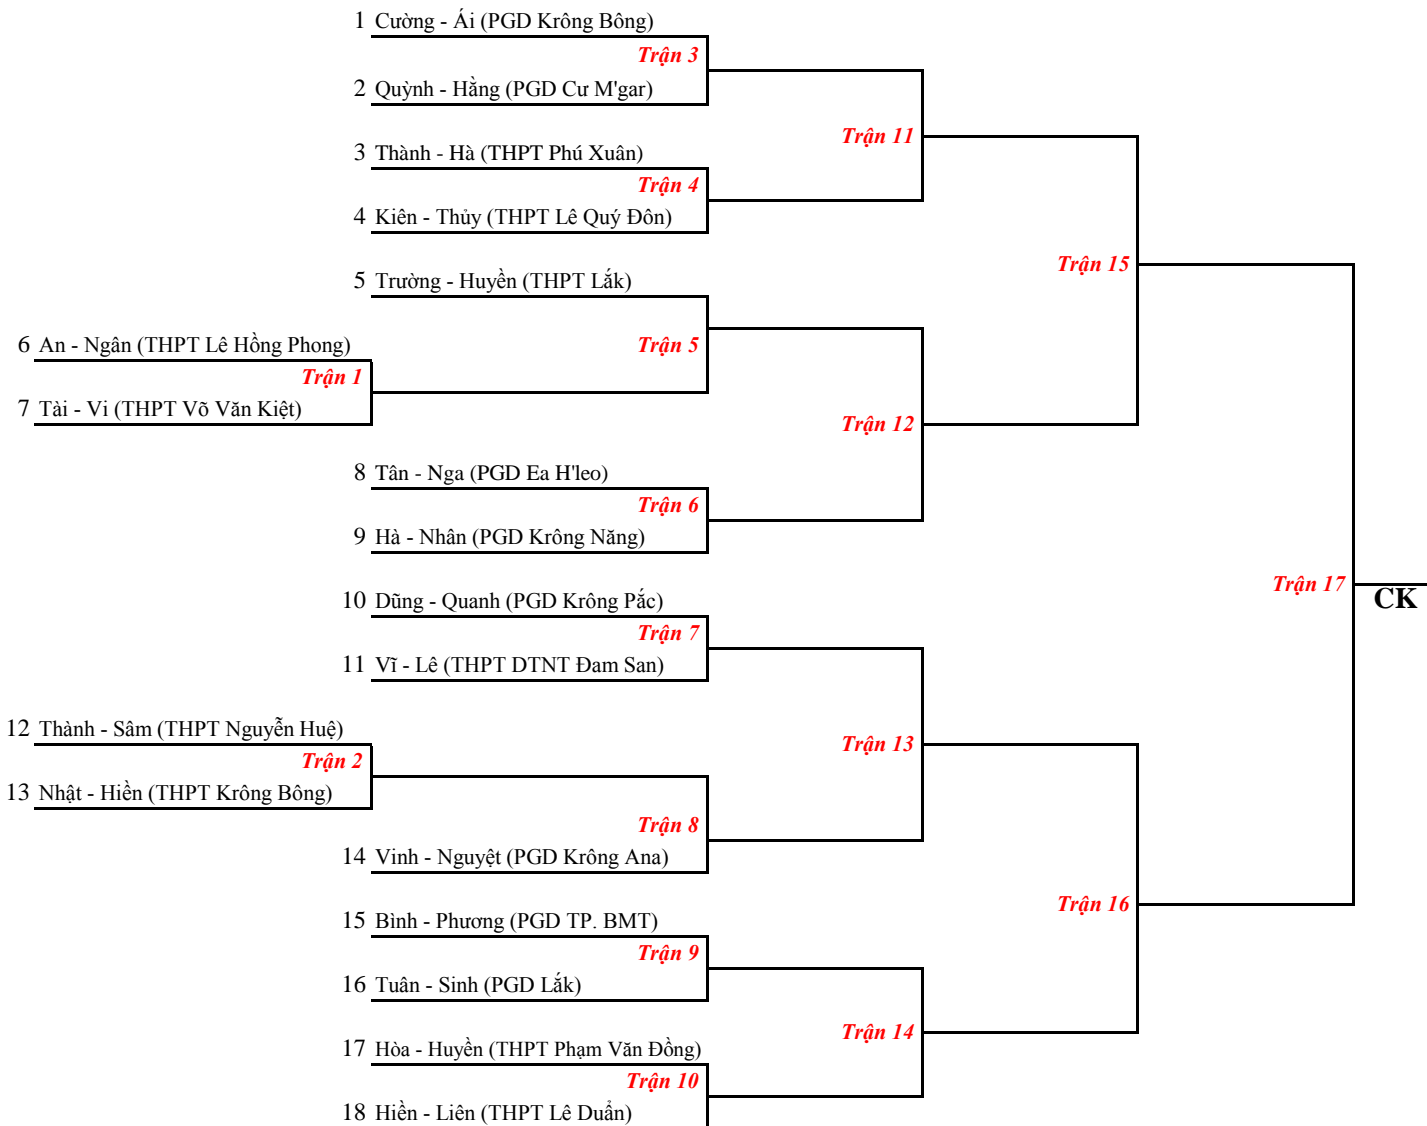 1 Cường - Ái (PGD Krông Bông)
Trận 3
2 Quỳnh - Hằng (PGD Cư M'gar)
Trận 11
3 Thành - Hà (THPT Phú Xuân)
Trận 4
4 Kiên - Thủy (THPT Lê Quý Đôn)
Trận 15
5 Trường - Huyền (THPT Lắk)
6 An - Ngân (THPT Lê Hồng Phong)
Trận 5
Trận 1
7 Tài - Vi (THPT Võ Văn Kiệt)
Trận 12
8 Tân - Nga (PGD Ea H'leo)
Trận 6
9 Hà - Nhân (PGD Krông Năng)
Trận 17
CK
10 Dũng - Quanh (PGD Krông Pắc)
Trận 7
11 Vĩ - Lê (THPT DTNT Đam San)
12 Thành - Sâm (THPT Nguyễn Huệ)
Trận 13
Trận 2
13 Nhật - Hiền (THPT Krông Bông)
Trận 8
14 Vinh - Nguyệt (PGD Krông Ana)
Trận 16
15 Bình - Phương (PGD TP. BMT)
Trận 9
16 Tuân - Sinh (PGD Lắk)
Trận 14
17 Hòa - Huyền (THPT Phạm Văn Đồng)
Trận 10
18 Hiền - Liên (THPT Lê Duẩn)